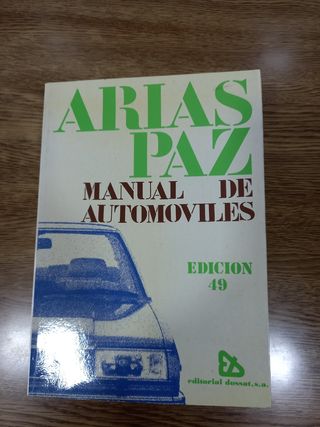 ARIAS
PAZ
MANUAL DE
AUTOMOVILES
EDICION
49
editorial dossat, s.a.